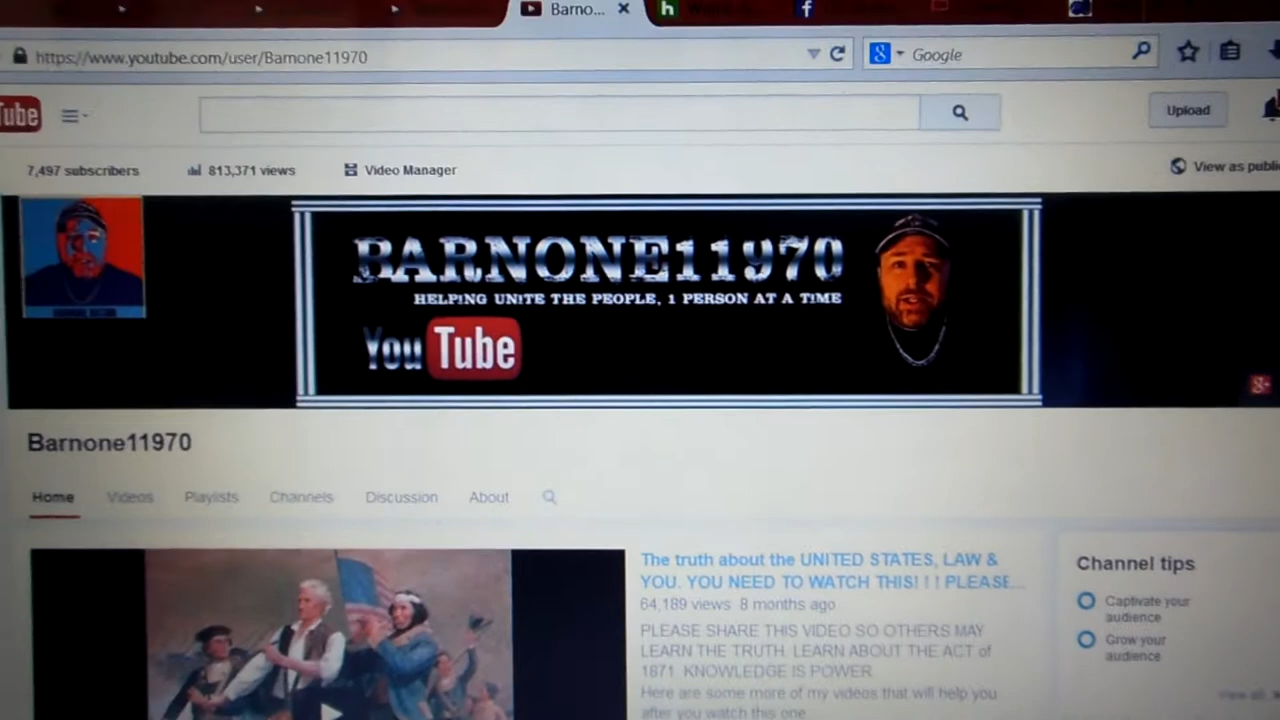 Barno...
https://www.youtube.com/user/Barnone11970
Google
Tube
Upload
7,497 subscribers
813,371 views
Video Manager
View as publi
BARNONE11970
HELPING UNITE THE PEOPLE, 1 PERSON AT A TIME
YouTube
g+
Barnone11970
Home
Videos
Playlists
Channels
Discussion
About
The truth about the UNITED STATES, LAW &
YOU. YOU NEED TO WATCH THIS! ! ! PLEASE...
64,189 views 8 months ago
PLEASE SHARE THIS VIDEO SO OTHERS MAY
LEARN THE TRUTH. LEARN ABOUT THE ACT of
1871. KNOWLEDGE IS POWER
Here are some more of my videos that will help you
after you watch this one
Channel tips
Captivate your
audience
Grow your
audience
View all